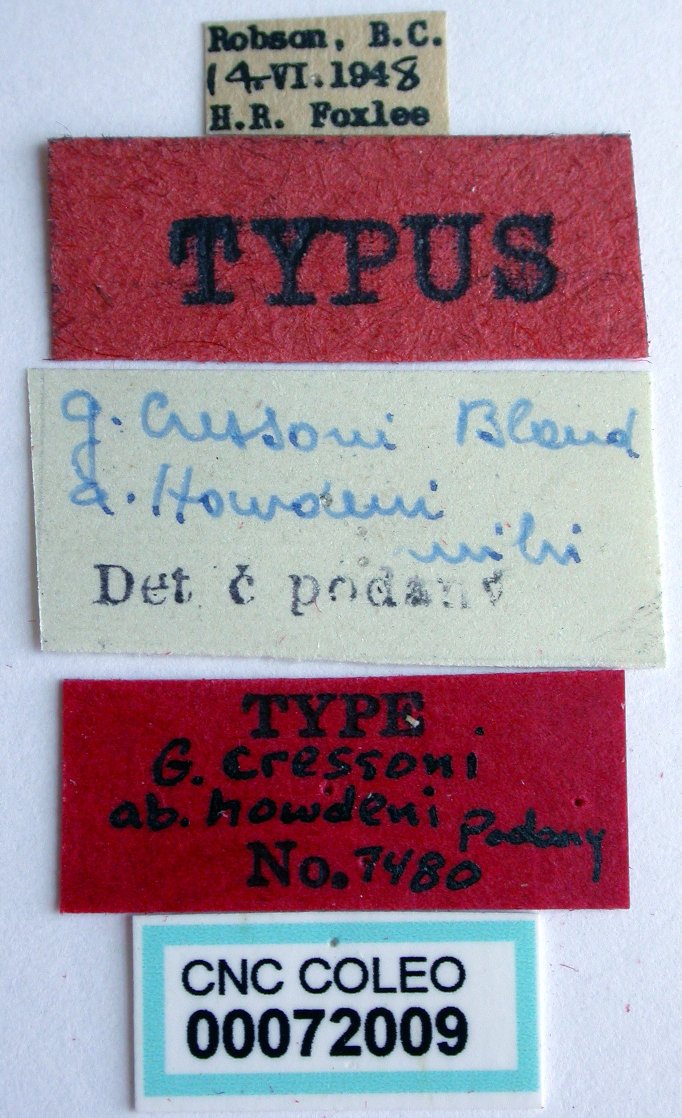 Robson, B.C.
14-VI.1948
H.R. Foxlee
TYPUS
g. Cressoni Bland
a. Howdeni
mihi
Det č podaný
TYPE
G. cressoni
ab. howdeni Podany
No. 7480
CNC COLEO
00072009